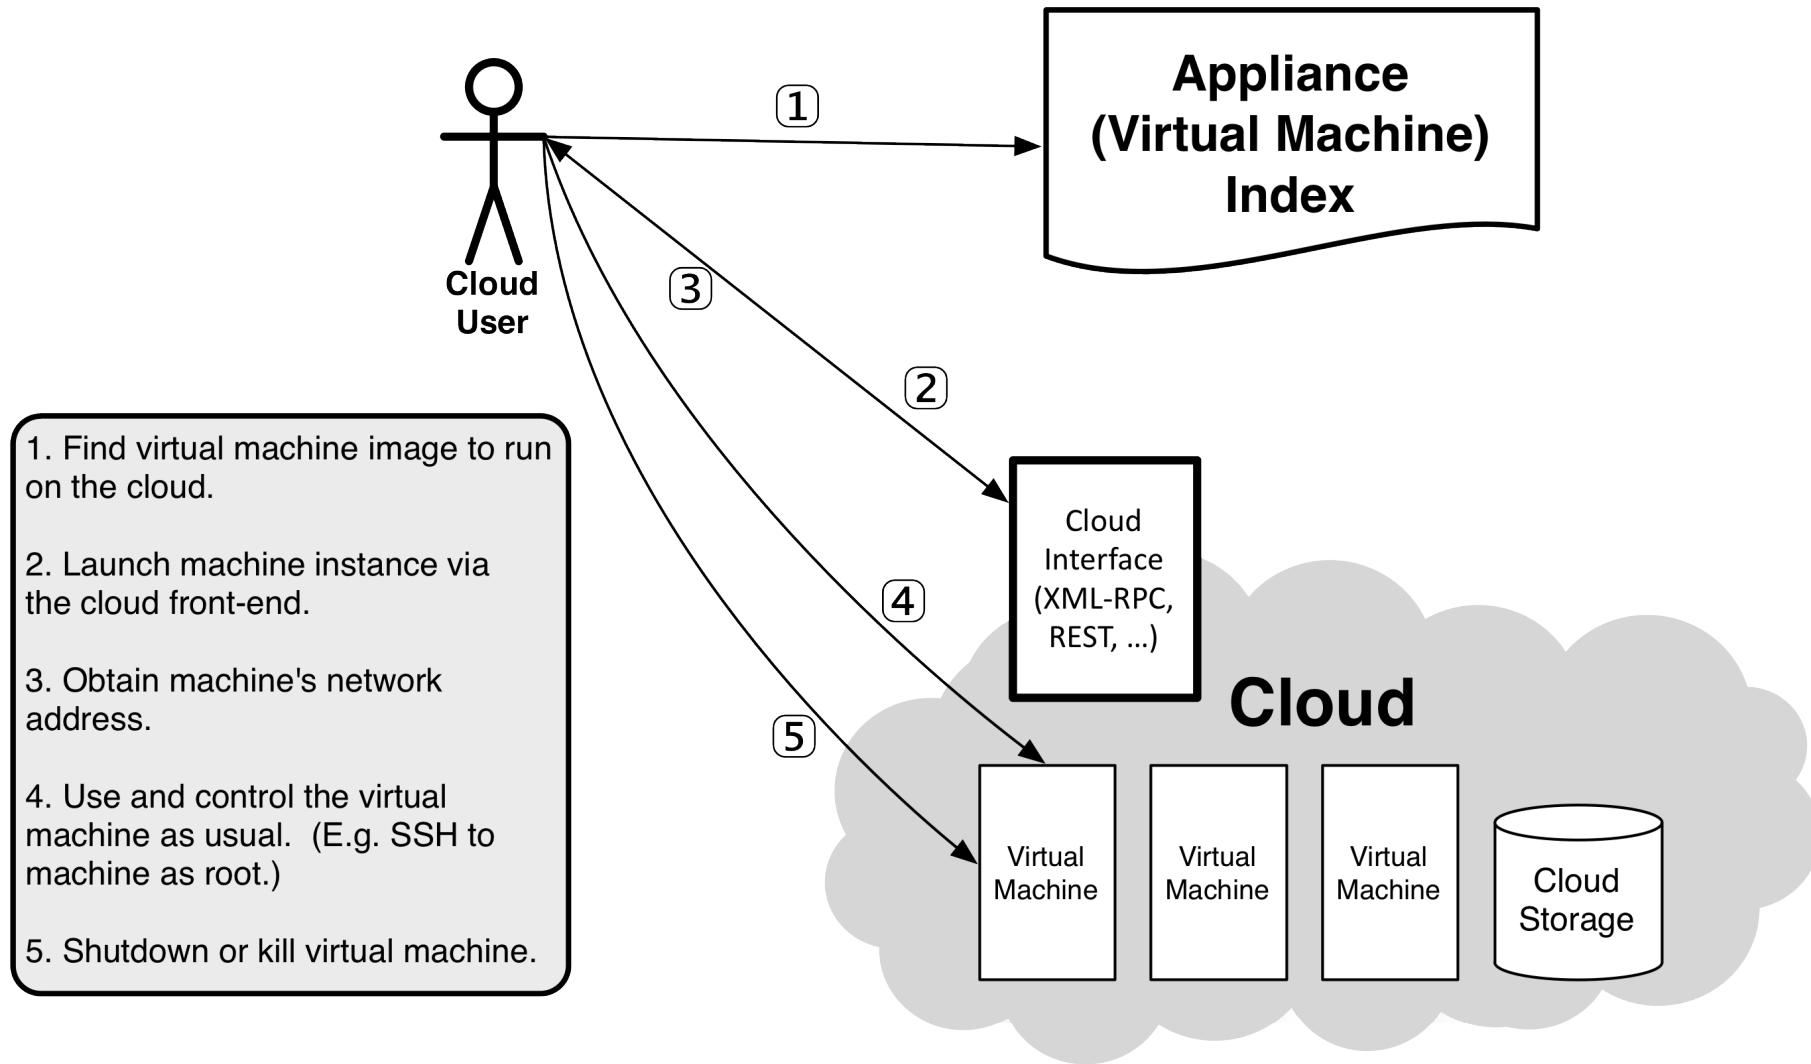 Appliance
(Virtual Machine)
Index
1
Cloud
User
3
2
1. Find virtual machine image to run
on the cloud.
2. Launch machine instance via
the cloud front-end.
3. Obtain machine's network
address.
4. Use and control the virtual
machine as usual.  (E.g. SSH to
machine as root.)
5. Shutdown or kill virtual machine.
Cloud
Interface
(XML-RPC,
REST, ...)
4
5
Cloud
Virtual
Machine
Virtual
Machine
Virtual
Machine
Cloud
Storage